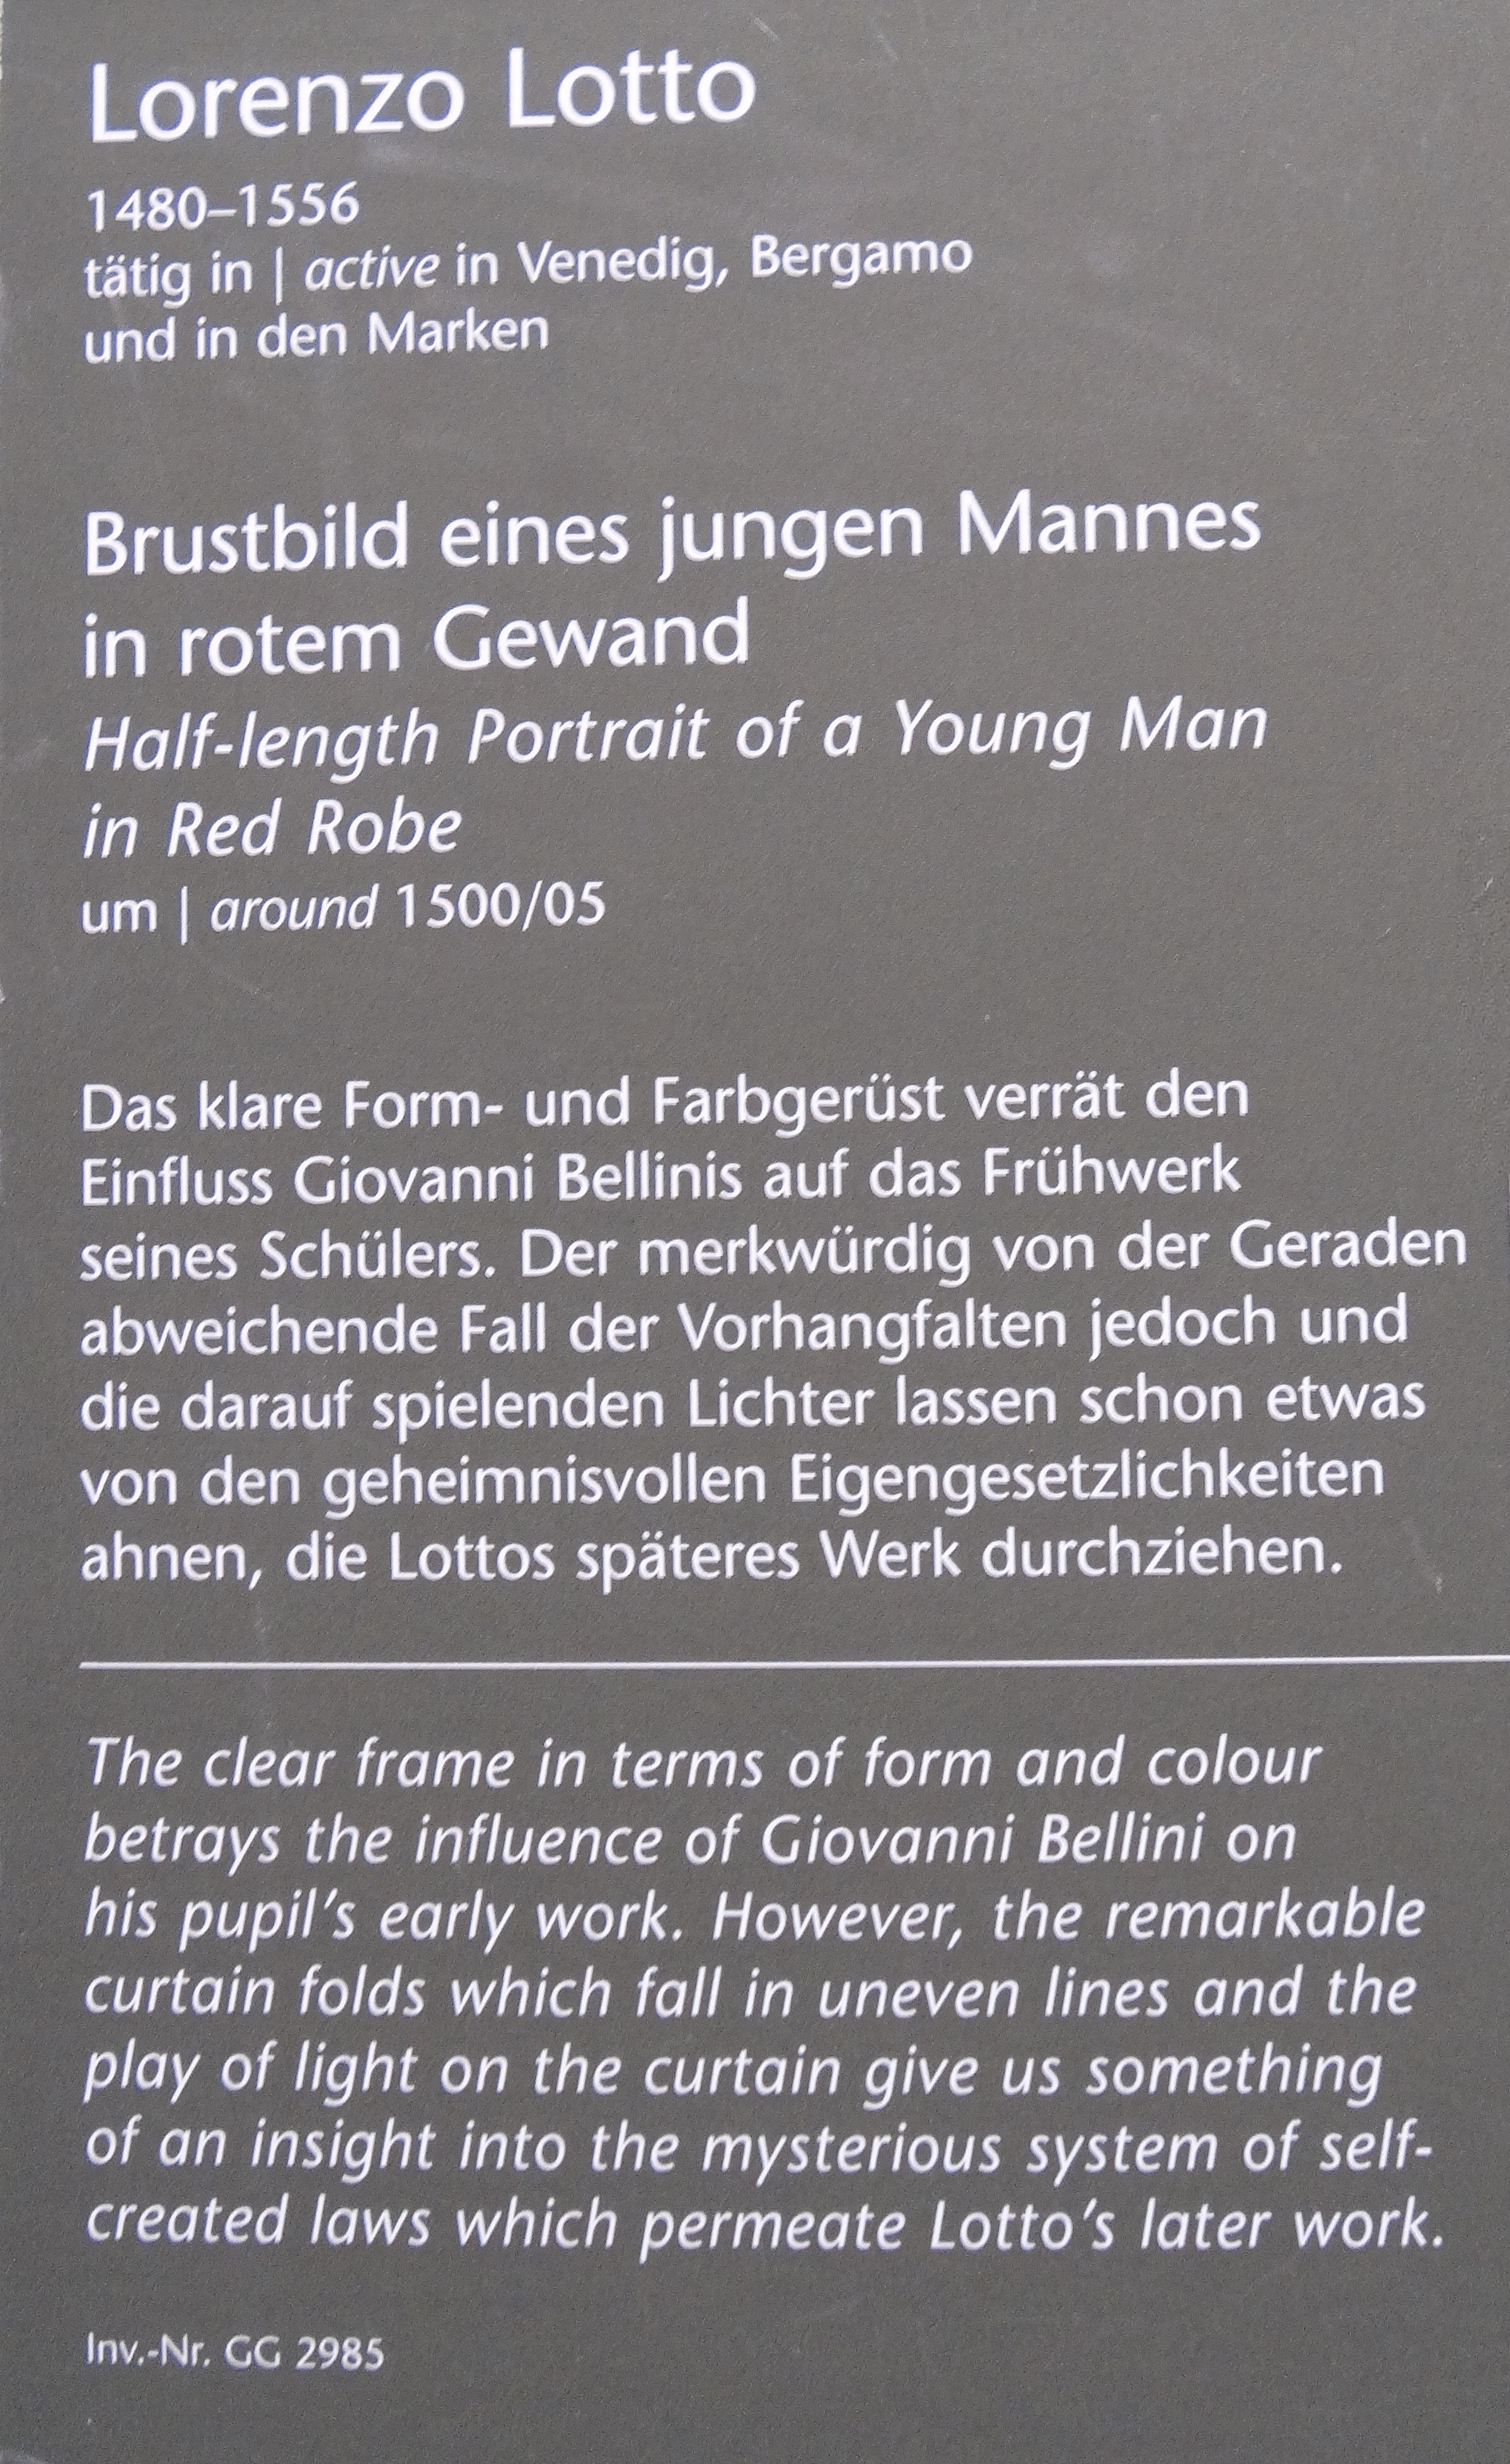 Lorenzo Lotto
1480–1556
tätig in | active in Venedig, Bergamo
und in den Marken
Brustbild eines jungen Mannes
in rotem Gewand
Half-length Portrait of a Young Man
in Red Robe
um | around 1500/05
Das klare Form- und Farbgerüst verrät den
Einfluss Giovanni Bellinis auf das Frühwerk
seines Schülers. Der merkwürdig von der Geraden
abweichende Fall der Vorhangfalten jedoch und
die darauf spielenden Lichter lassen schon etwas
von den geheimnisvollen Eigengesetzlichkeiten
ahnen, die Lottos späteres Werk durchziehen.
The clear frame in terms of form and colour
betrays the influence of Giovanni Bellini on
his pupil’s early work. However, the remarkable
curtain folds which fall in uneven lines and the
play of light on the curtain give us something
of an insight into the mysterious system of self-
created laws which permeate Lotto’s later work.
Inv.-Nr. GG 2985